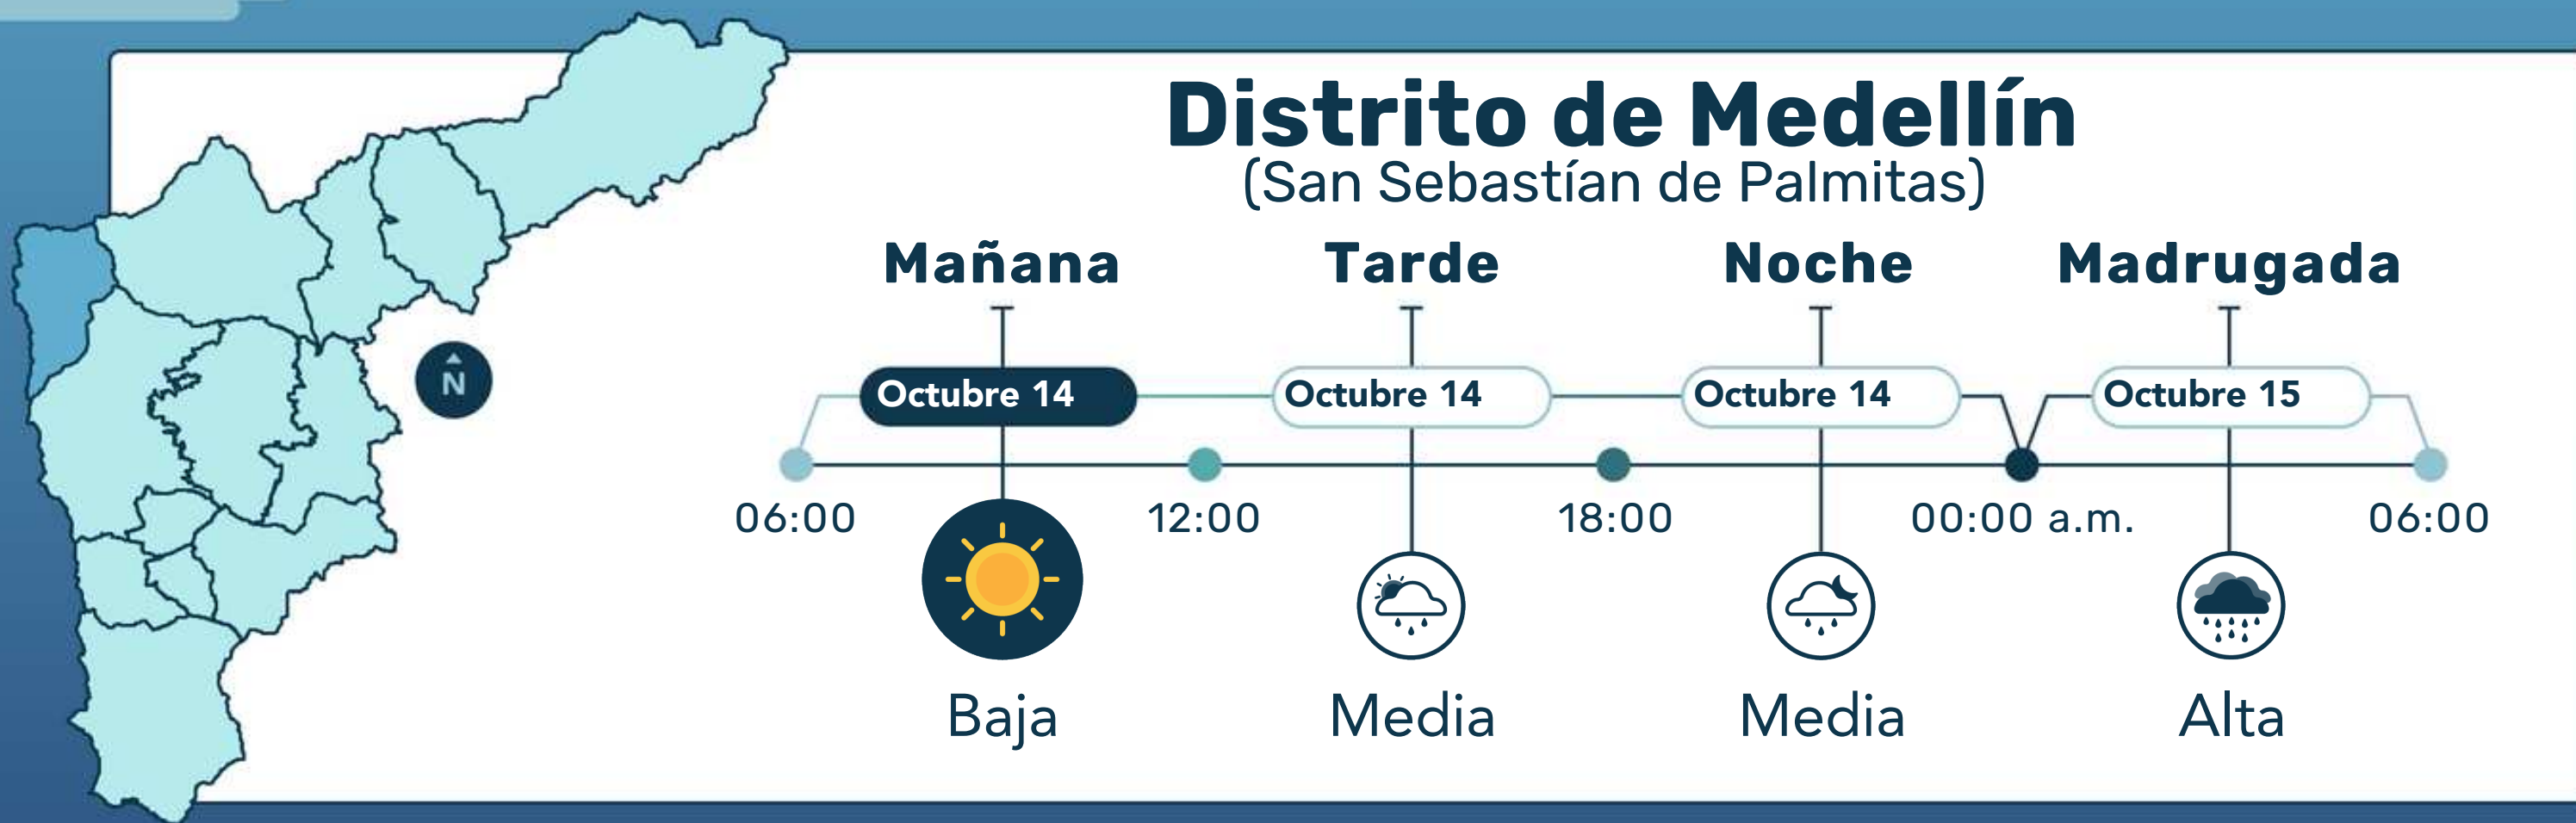 Distrito de Medellín
(San Sebastían de Palmitas)
Mañana Tarde Noche Madrugada
Octubre 14 Octubre 14 Octubre 14 Octubre 15
N
06:00 12:00 18:00 00:00 a.m. 06:00
Baja Media Media Alta